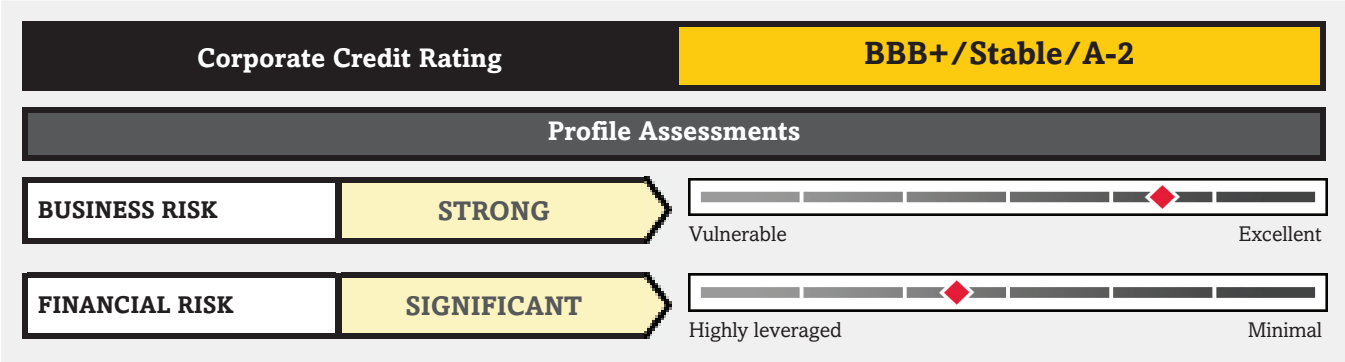 Corporate Credit Rating
BBB+/Stable/A-2
Profile Assessments
BUSINESS RISK
STRONG
Vulnerable
Excellent
FINANCIAL RISK
SIGNIFICANT
Highly leveraged
Minimal